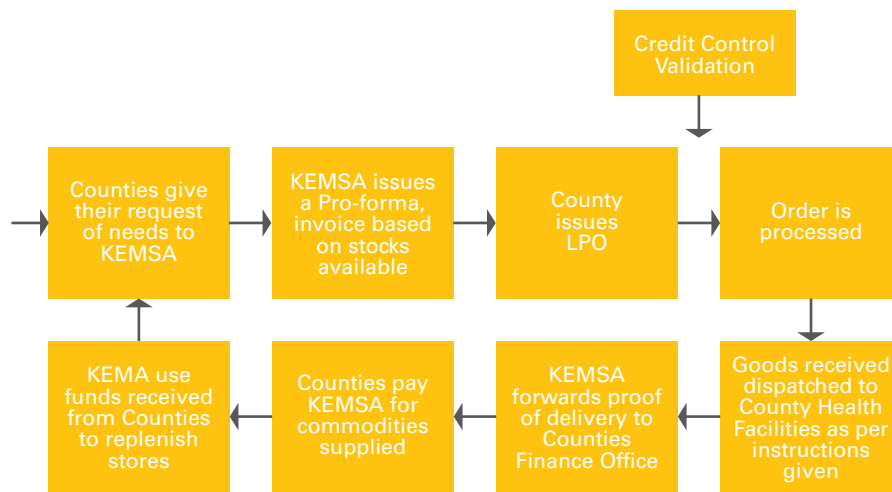 Credit Control
Validation
Counties give
their request
of needs to
KEMSA
KEMSA issues
a Pro-forma,
invoice based
on stocks
available
County
issues
LPO
Order is
processed
Goods received
dispatched to
County Health
Facilities as per
instructions
given
KEMSA
forwards proof
of delivery to
Counties
Finance Office
Counties pay
KEMSA for
commodities
supplied
KEMA use
funds received
from Counties
to replenish
stores